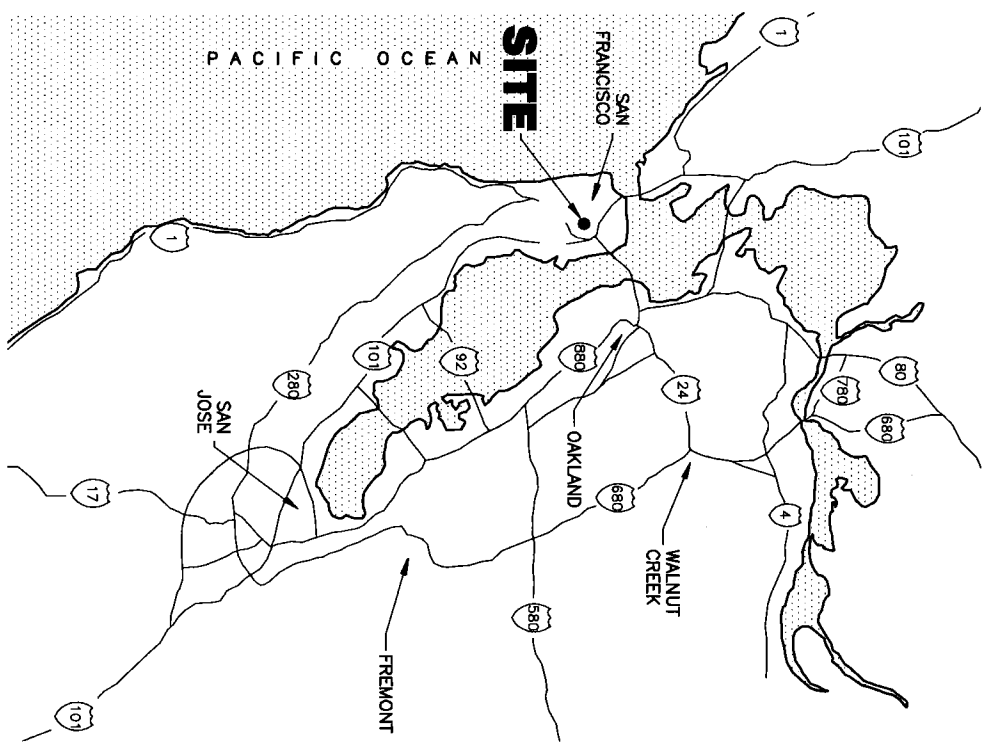 PACIFIC OCEAN
SITE
SAN
FRANCISCO
1
101
1
101
92
880
24
80
780
680
280
SAN
JOSE
OAKLAND
680
4
17
WALNUT
CREEK
580
FREMONT
101